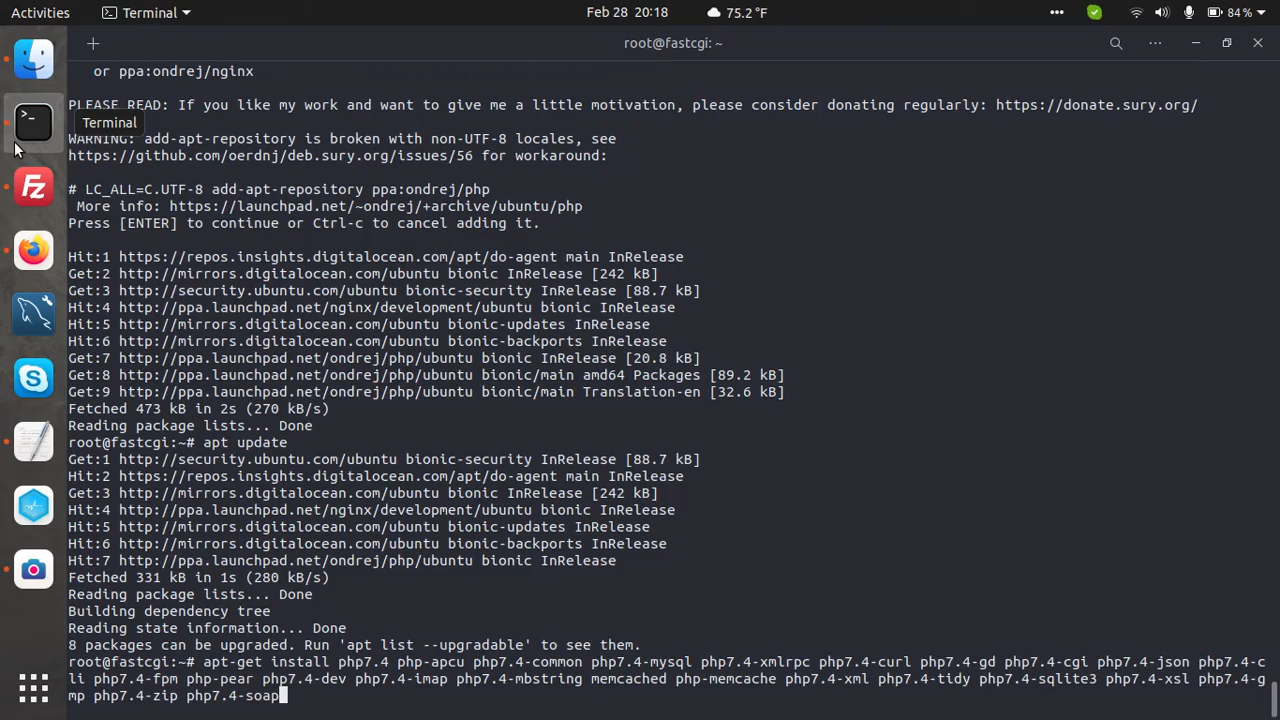 Activities
Terminal
Feb 28 20:18
75.2 °F
84 %
root@fastcgi: ~
or ppa:ondrej/nginx
PLEASE READ: If you like my work and want to give me a little motivation, please consider donating regularly: https://donate.sury.org/
Terminal
WARNING: add-apt-repository is broken with non-UTF-8 locales, see
https://github.com/oerdnj/deb.sury.org/issues/56 for workaround:
# LC_ALL=C.UTF-8 add-apt-repository ppa:ondrej/php
More info: https://launchpad.net/~ondrej/+archive/ubuntu/php
Press [ENTER] to continue or Ctrl-c to cancel adding it.
Hit:1 https://repos.insights.digitalocean.com/apt/do-agent main InRelease
Get:2 http://mirrors.digitalocean.com/ubuntu bionic InRelease [242 kB]
Get:3 http://security.ubuntu.com/ubuntu bionic-security InRelease [88.7 kB]
Hit:4 http://ppa.launchpad.net/nginx/development/ubuntu bionic InRelease
Hit:5 http://mirrors.digitalocean.com/ubuntu bionic-updates InRelease
Hit:6 http://mirrors.digitalocean.com/ubuntu bionic-backports InRelease
Get:7 http://ppa.launchpad.net/ondrej/php/ubuntu bionic InRelease [20.8 kB]
Get:8 http://ppa.launchpad.net/ondrej/php/ubuntu bionic/main amd64 Packages [89.2 kB]
Get:9 http://ppa.launchpad.net/ondrej/php/ubuntu bionic/main Translation-en [32.6 kB]
Fetched 473 kB in 2s (270 kB/s)
Reading package lists... Done
root@fastcgi:~# apt update
Get:1 http://security.ubuntu.com/ubuntu bionic-security InRelease [88.7 kB]
Hit:2 https://repos.insights.digitalocean.com/apt/do-agent main InRelease
Get:3 http://mirrors.digitalocean.com/ubuntu bionic InRelease [242 kB]
Hit:4 http://ppa.launchpad.net/nginx/development/ubuntu bionic InRelease
Hit:5 http://mirrors.digitalocean.com/ubuntu bionic-updates InRelease
Hit:6 http://mirrors.digitalocean.com/ubuntu bionic-backports InRelease
Hit:7 http://ppa.launchpad.net/ondrej/php/ubuntu bionic InRelease
Fetched 331 kB in 1s (280 kB/s)
Reading package lists... Done
Building dependency tree
Reading state information... Done
8 packages can be upgraded. Run 'apt list --upgradable' to see them.
root@fastcgi:~# apt-get install php7.4 php-apcu php7.4-common php7.4-mysql php7.4-xmlrpc php7.4-curl php7.4-gd php7.4-cgi php7.4-json php7.4-c
li php7.4-fpm php-pear php7.4-dev php7.4-imap php7.4-mbstring memcached php-memcache php7.4-xml php7.4-tidy php7.4-sqlite3 php7.4-xsl php7.4-g
mp php7.4-zip php7.4-soap